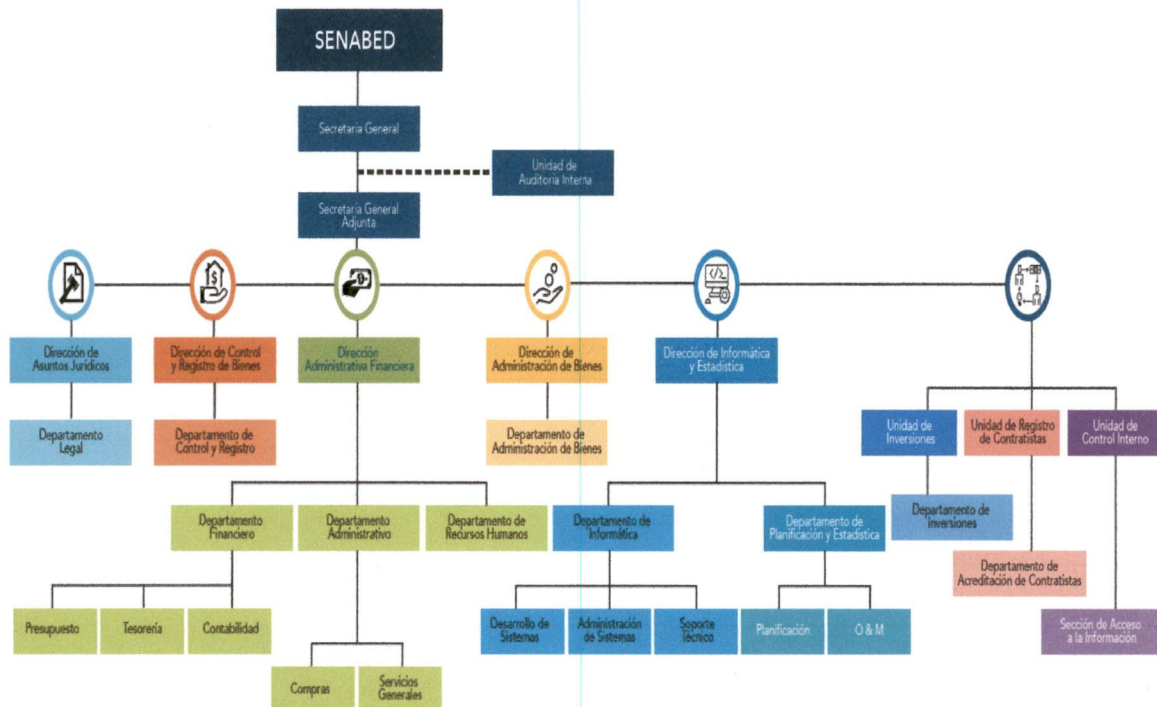 SENABED
Secretaría General
Unidad de
Auditoría Interna
Secretaría General
Adjunta
Dirección de
Asuntos Jurídicos
Dirección de Control
y Registro de Bienes
Dirección
Administrativa Financiera
Dirección de
Administración de Bienes
Dirección de Informática
y Estadística
Departamento
Legal
Departamento de
Control y Registro
Departamento de
Administración de Bienes
Unidad de
Inversiones
Unidad de Registro
de Contratistas
Unidad de
Control Interno
Departamento
Financiero
Departamento
Administrativo
Departamento de
Recursos Humanos
Departamento de
Informática
Departamento de
Planificación y Estadística
Departamento de
Inversiones
Departamento de
Acreditación de Contratistas
Presupuesto
Tesorería
Contabilidad
Desarrollo de
Sistemas
Administración
de Sistemas
Soporte
Técnico
Planificación
O & M
Sección de Acceso
a la Información
Compras
Servicios
Generales